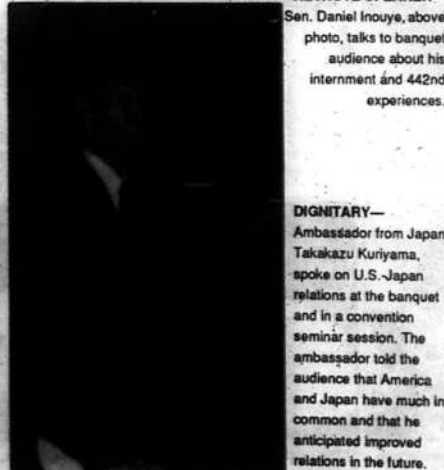 Sen. Daniel Inouye, above
photo, talks to banquet
audience about his
internment and 442nd
experiences.
DIGNITARY—
Ambassador from Japan
Takakazu Kuriyama,
spoke on U.S.-Japan
relations at the banquet
and in a convention
seminar session. The
ambassador told the
audience that America
and Japan have much in
common and that he
anticipated improved
relations in the future.